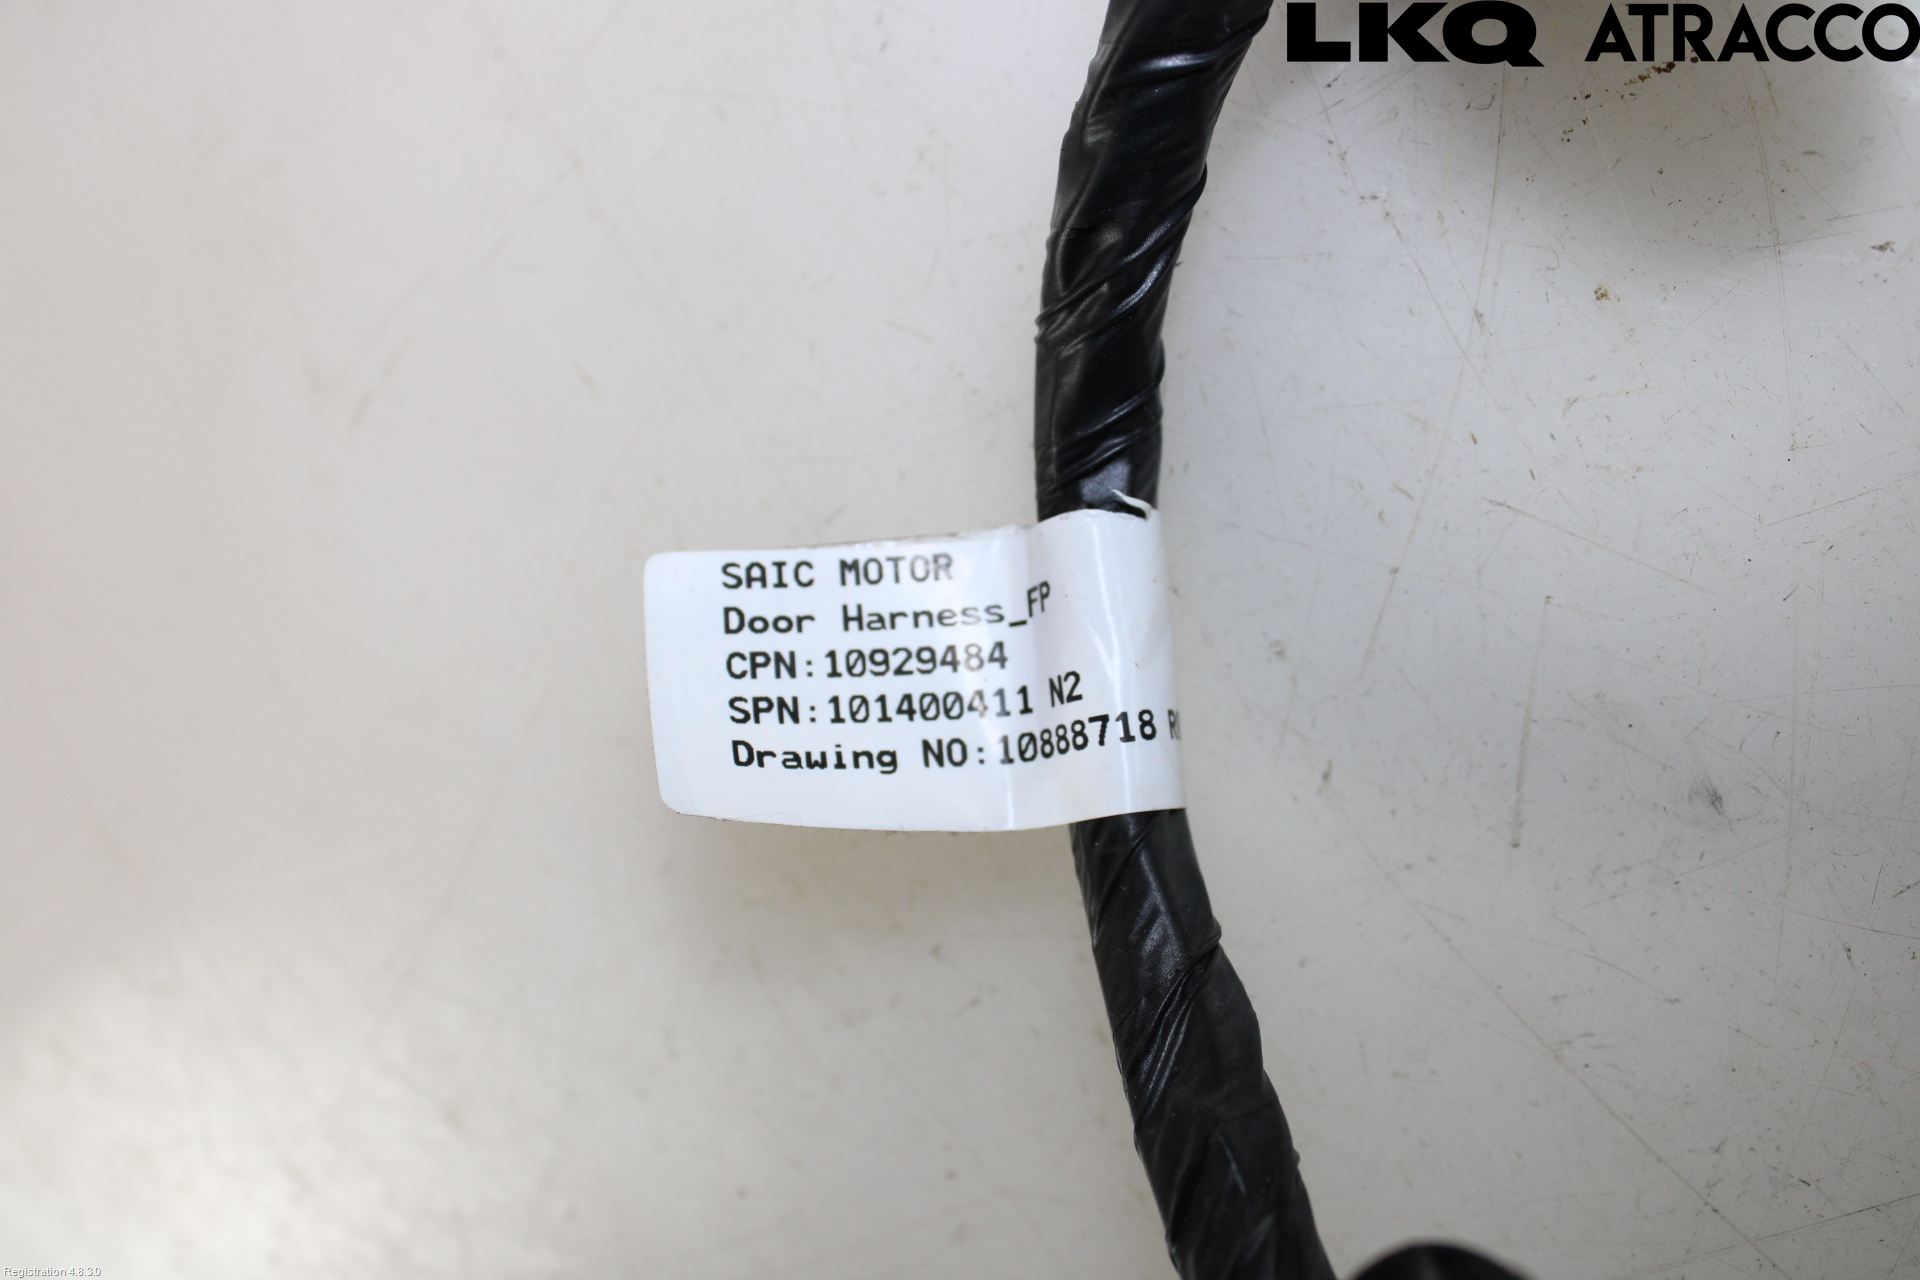 LKQ ATRACCO
SAIC MOTOR
Door Harness_FP
CPN:10929484
SPN:101400411 N2
Drawing NO:10888718
Registration 4.8.3.0